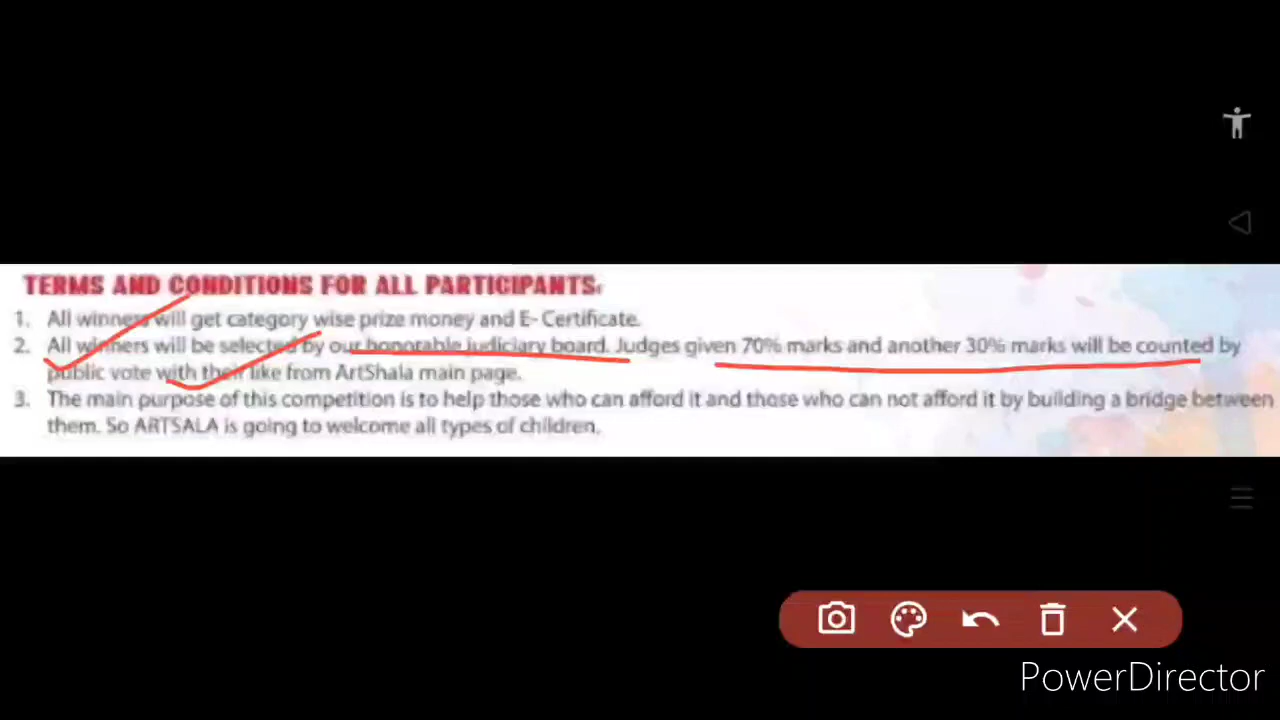 TERMS AND CONDITIONS FOR ALL PARTICIPANTS:
1. All winners will get category wise prize money and E- Certificate.
2. All winners will be selected by our honorable judiciary board. Judges given 70% marks and another 30% marks will be counted by
public vote with their like from ArtShala main page.
3. The main purpose of this competition is to help those who can afford it and those who can not afford it by building a bridge between
them. So ARTSALA is going to welcome all types of children.
PowerDirector